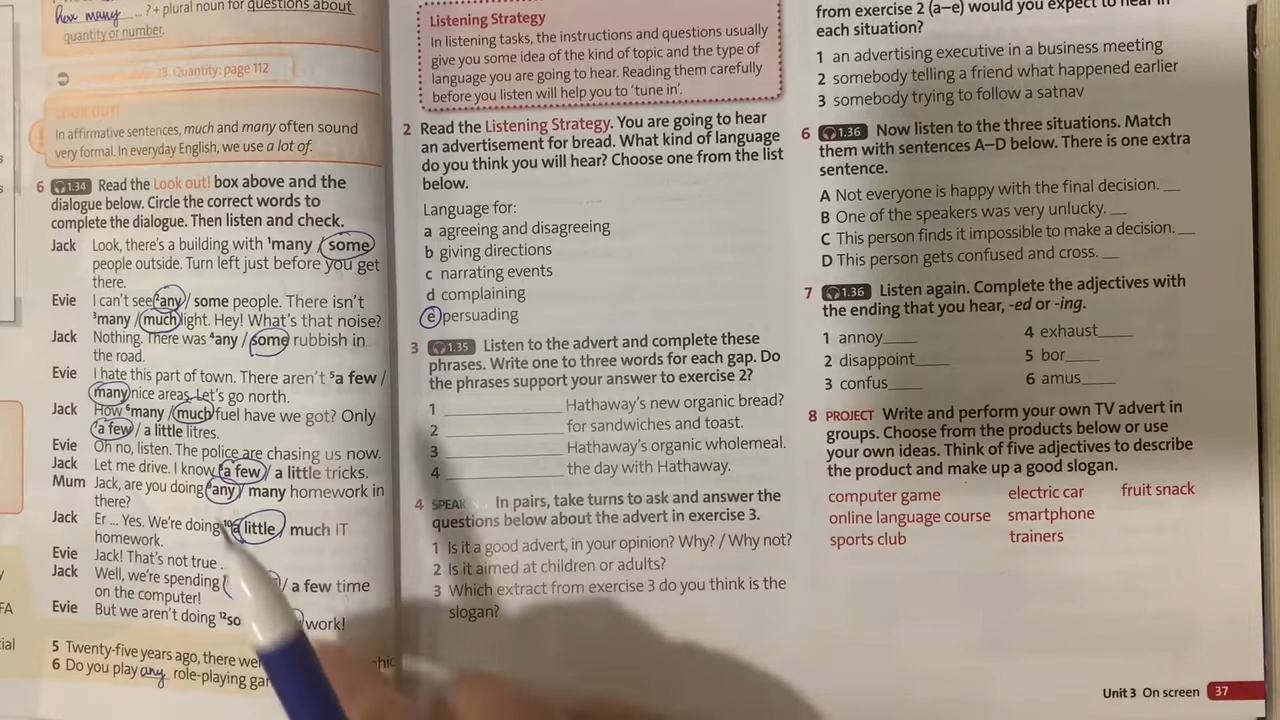 how many ... ? + plural noun for questions about
quantity or number.
Quantity: page 112
LOOK OUT!
In affirmative sentences, much and many often sound
very formal. In everyday English, we use a lot of.
6 1.34 Read the Look out! box above and the
dialogue below. Circle the correct words to
complete the dialogue. Then listen and check.
Jack Look, there's a building with ¹many / some
people outside. Turn left just before you get
there.
Evie I can't see ²any / some people. There isn't
³many / much light. Hey! What's that noise?
Jack Nothing. There was ⁴any / some rubbish in
the road.
Evie I hate this part of town. There aren't ⁵a few /
many nice areas. Let's go north.
Jack How ⁶many / much fuel have we got? Only
⁷a few / a little litres.
Evie Oh no, listen. The police are chasing us now.
Jack Let me drive. I know ⁸a few / a little tricks.
Mum Jack, are you doing ⁹any / many homework in
there?
Jack Er ... Yes. We're doing ¹⁰a little / much IT
homework.
Evie Jack! That's not true ...
Jack Well, we're spending / a few time
on the computer!
Evie But we aren't doing ¹²so work!
5 Twenty-five years ago, there we
6 Do you play any role-playing ga
Listening Strategy
In listening tasks, the instructions and questions usually
give you some idea of the kind of topic and the type of
language you are going to hear. Reading them carefully
before you listen will help you to 'tune in'.
2 Read the Listening Strategy. You are going to hear
an advertisement for bread. What kind of language
do you think you will hear? Choose one from the list
below.
Language for:
a agreeing and disagreeing
b giving directions
c narrating events
d complaining
e persuading
3 1.35 Listen to the advert and complete these
phrases. Write one to three words for each gap. Do
the phrases support your answer to exercise 2?
1 ____________ Hathaway's new organic bread?
2 ____________ for sandwiches and toast.
3 ____________ Hathaway's organic wholemeal.
4 ____________ the day with Hathaway.
4 SPEAK In pairs, take turns to ask and answer the
questions below about the advert in exercise 3.
1 Is it a good advert, in your opinion? Why? / Why not?
2 Is it aimed at children or adults?
3 Which extract from exercise 3 do you think is the
slogan?
from exercise 2 (a–e) would you expect to hear in
each situation?
1 an advertising executive in a business meeting
2 somebody telling a friend what happened earlier
3 somebody trying to follow a satnav
6 1.36 Now listen to the three situations. Match
them with sentences A–D below. There is one extra
sentence.
A Not everyone is happy with the final decision. __
B One of the speakers was very unlucky. __
C This person finds it impossible to make a decision. __
D This person gets confused and cross. __
7 1.36 Listen again. Complete the adjectives with
the ending that you hear, -ed or -ing.
1 annoy____
2 disappoint____
3 confus____
4 exhaust____
5 bor____
6 amus____
8 PROJECT Write and perform your own TV advert in
groups. Choose from the products below or use
your own ideas. Think of five adjectives to describe
the product and make up a good slogan.
computer game electric car fruit snack
online language course smartphone
sports club trainers
Unit 3 On screen 37